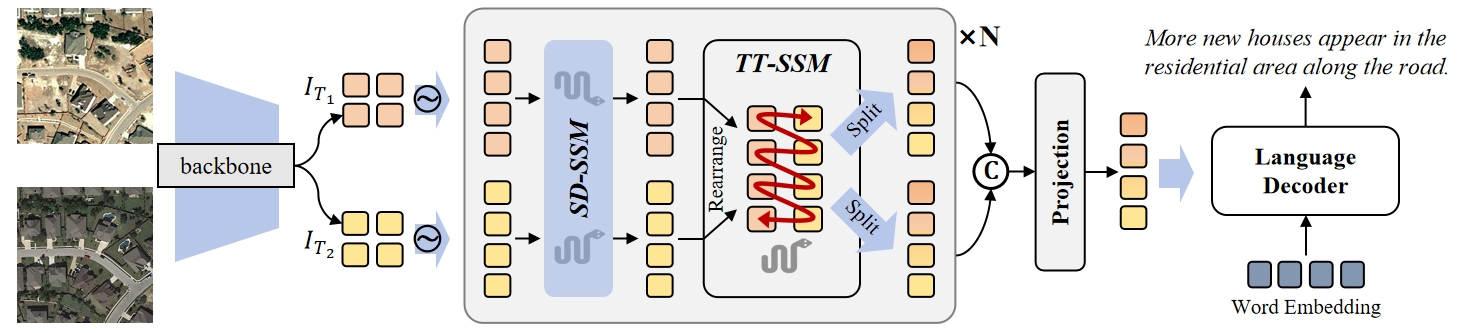 backbone
I_{T_1}
I_{T_2}
SD-SSM
Rearrange
TT-SSM
Split
Split
×N
C
Projection
More new houses appear in the
residential area along the road.
Language
Decoder
Word Embedding